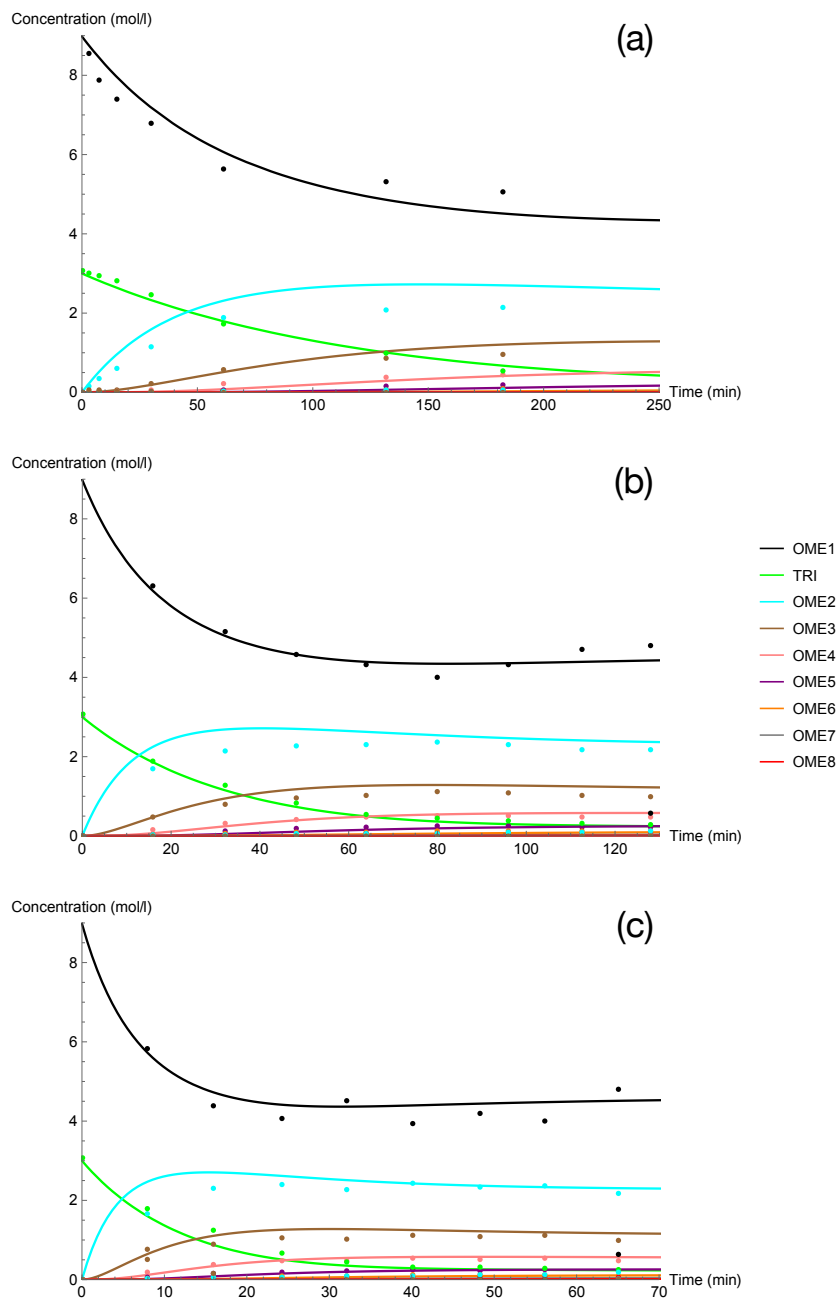 Concentration (mol/l)
(a)
8
6
4
2
0
0 50 100 150 200 250
Time (min)
Concentration (mol/l)
(b)
8
6
4
2
0
0 20 40 60 80 100 120
Time (min)
OME1
TRI
OME2
OME3
OME4
OME5
OME6
OME7
OME8
Concentration (mol/l)
(c)
8
6
4
2
0
0 10 20 30 40 50 60 70
Time (min)